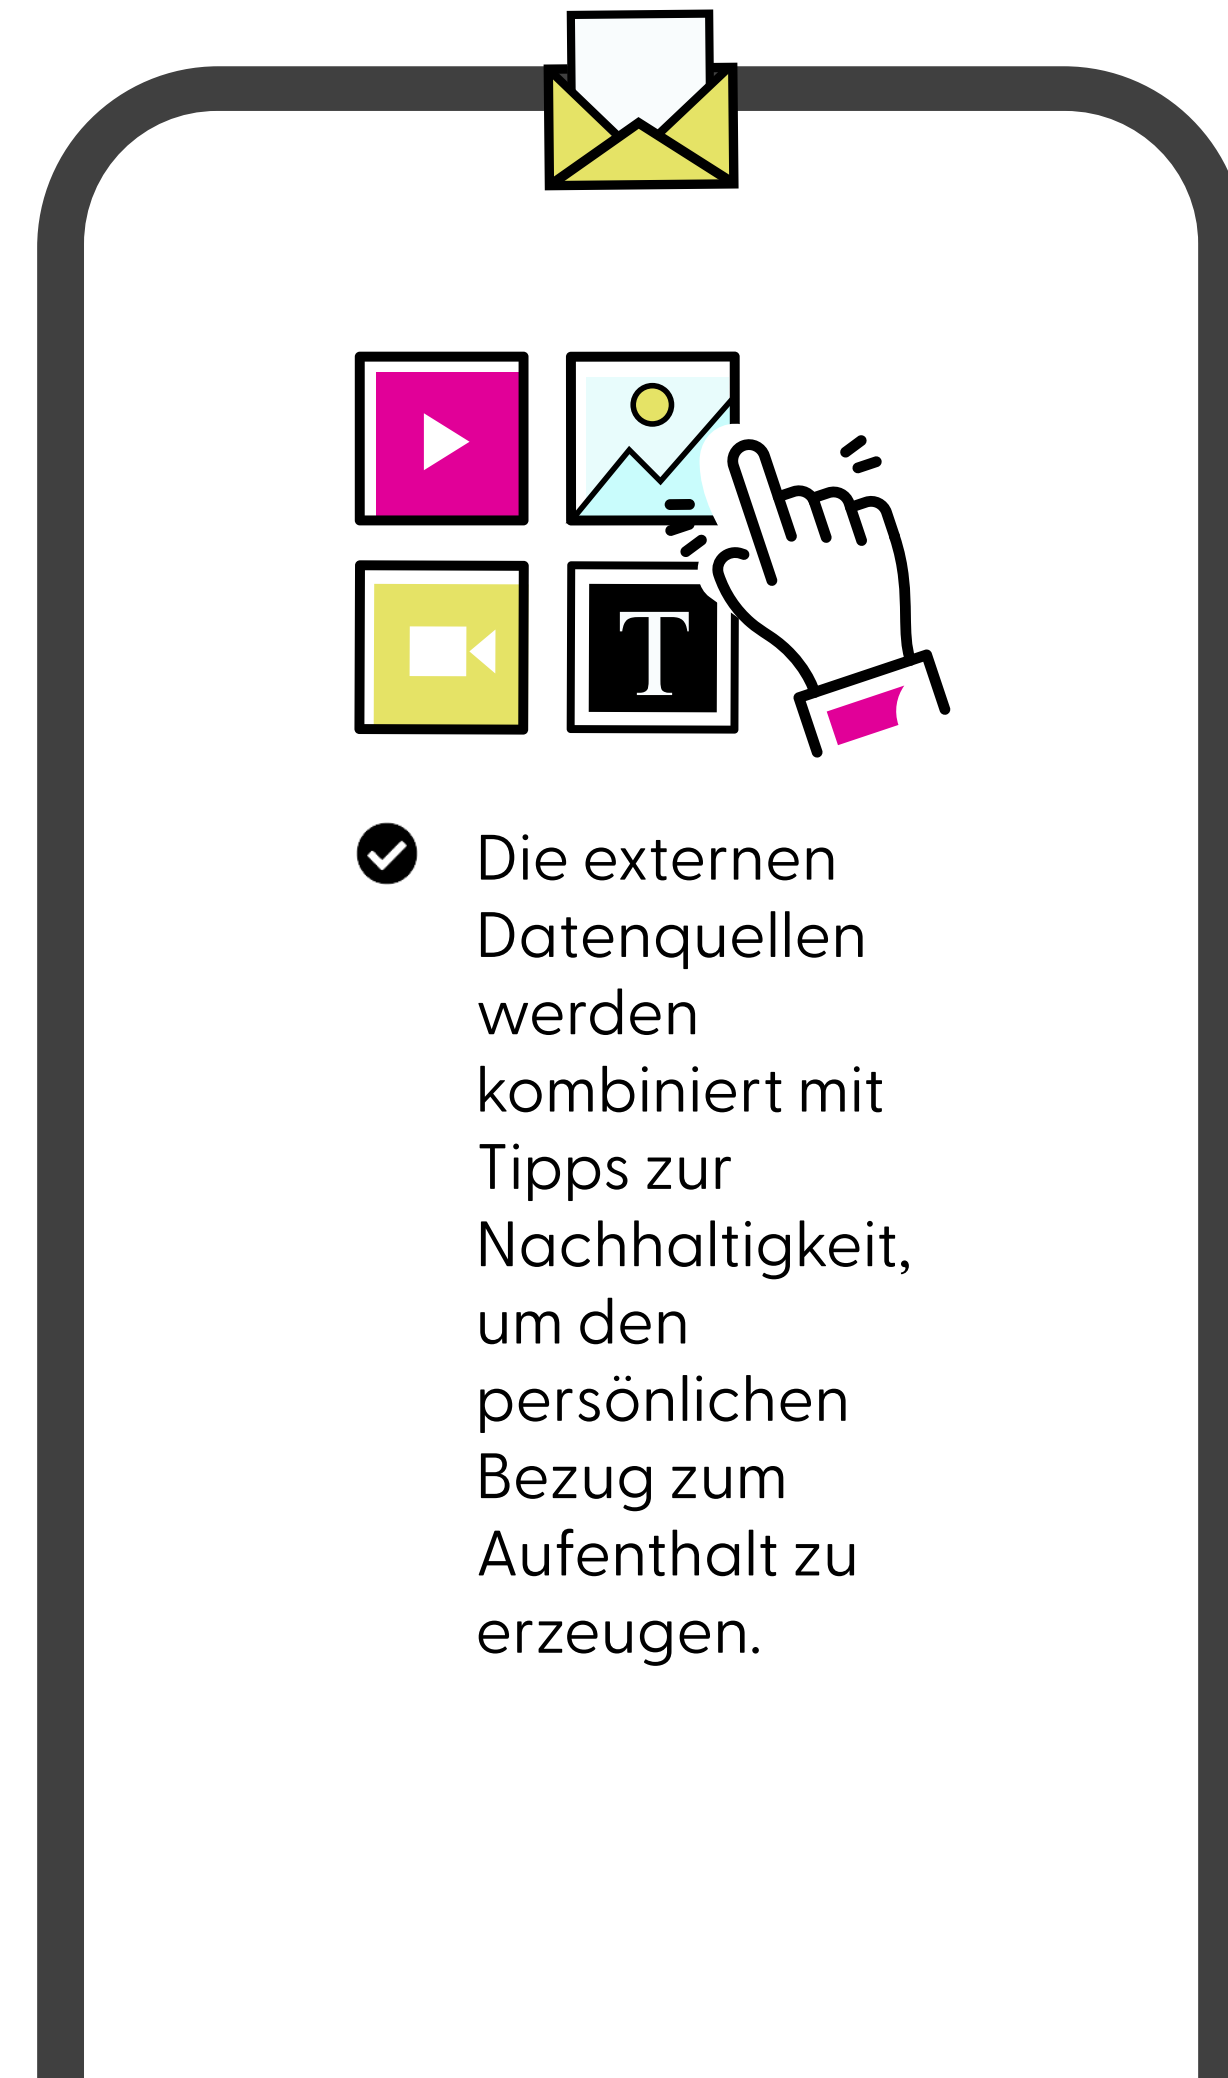 T
Die externen
Datenquellen
werden
kombiniert mit
Tipps zur
Nachhaltigkeit,
um den
persönlichen
Bezug zum
Aufenthalt zu
erzeugen.